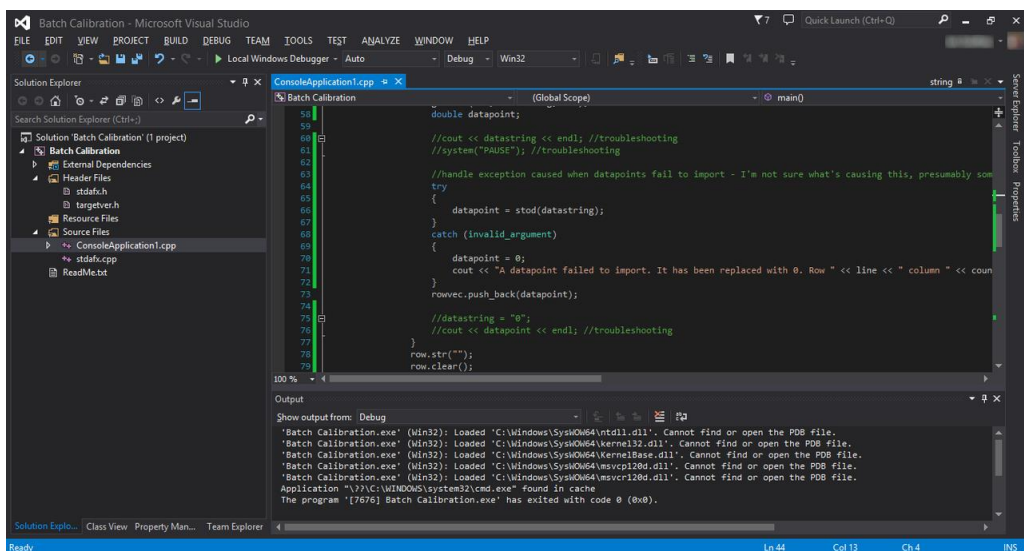 Batch Calibration - Microsoft Visual Studio
7
Quick Launch (Ctrl+Q)
FILE EDIT VIEW PROJECT BUILD DEBUG TEAM TOOLS TEST ANALYZE WINDOW HELP
Local Windows Debugger Auto Debug Win32
Solution Explorer
Search Solution Explorer (Ctrl+;)
Solution 'Batch Calibration' (1 project)
Batch Calibration
External Dependencies
Header Files
stdafx.h
targetver.h
Resource Files
Source Files
ConsoleApplication1.cpp
stdafx.cpp
ReadMe.txt
Solution Explo... Class View Property Man... Team Explorer
ConsoleApplication1.cpp
string
Batch Calibration (Global Scope) main()
58 double datapoint;
59
60 //cout << datastring << endl; //troubleshooting
61 //system("PAUSE"); //troubleshooting
62
63 //handle exception caused when datapoints fail to import - I'm not sure what's causing this, presumably som
64 try
65 {
66 datapoint = stod(datastring);
67 }
68 catch (invalid_argument)
69 {
70 datapoint = 0;
71 cout << "A datapoint failed to import. It has been replaced with 0. Row " << line << " column " << coun
72 }
73 rowvec.push_back(datapoint);
74
75 //datastring = "0";
76 //cout << datapoint << endl; //troubleshooting
77 }
78 row.str("");
79 row.clear();
100 %
Output
Show output from: Debug
'Batch Calibration.exe' (Win32): Loaded 'C:\Windows\SysWOW64\ntdll.dll'. Cannot find or open the PDB file.
'Batch Calibration.exe' (Win32): Loaded 'C:\Windows\SysWOW64\kernel32.dll'. Cannot find or open the PDB file.
'Batch Calibration.exe' (Win32): Loaded 'C:\Windows\SysWOW64\KernelBase.dll'. Cannot find or open the PDB file.
'Batch Calibration.exe' (Win32): Loaded 'C:\Windows\SysWOW64\msvcp120d.dll'. Cannot find or open the PDB file.
'Batch Calibration.exe' (Win32): Loaded 'C:\Windows\SysWOW64\msvcr120d.dll'. Cannot find or open the PDB file.
Application "\??\C:\WINDOWS\system32\cmd.exe" found in cache
The program '[7676] Batch Calibration.exe' has exited with code 0 (0x0).
Server Explorer
Toolbox
Properties
Ready
Ln 44 Col 13 Ch 4 INS